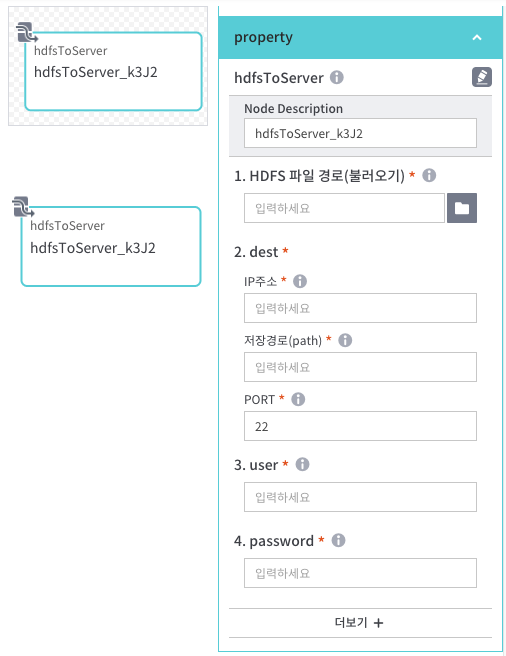 hdfsToServer
hdfsToServer_k3J2
hdfsToServer
hdfsToServer_k3J2
property
hdfsToServer
Node Description
hdfsToServer_k3J2
1. HDFS 파일 경로(불러오기) *
입력하세요
2. dest *
IP주소 *
입력하세요
저장경로(path) *
입력하세요
PORT *
22
3. user *
입력하세요
4. password *
입력하세요
더보기 +